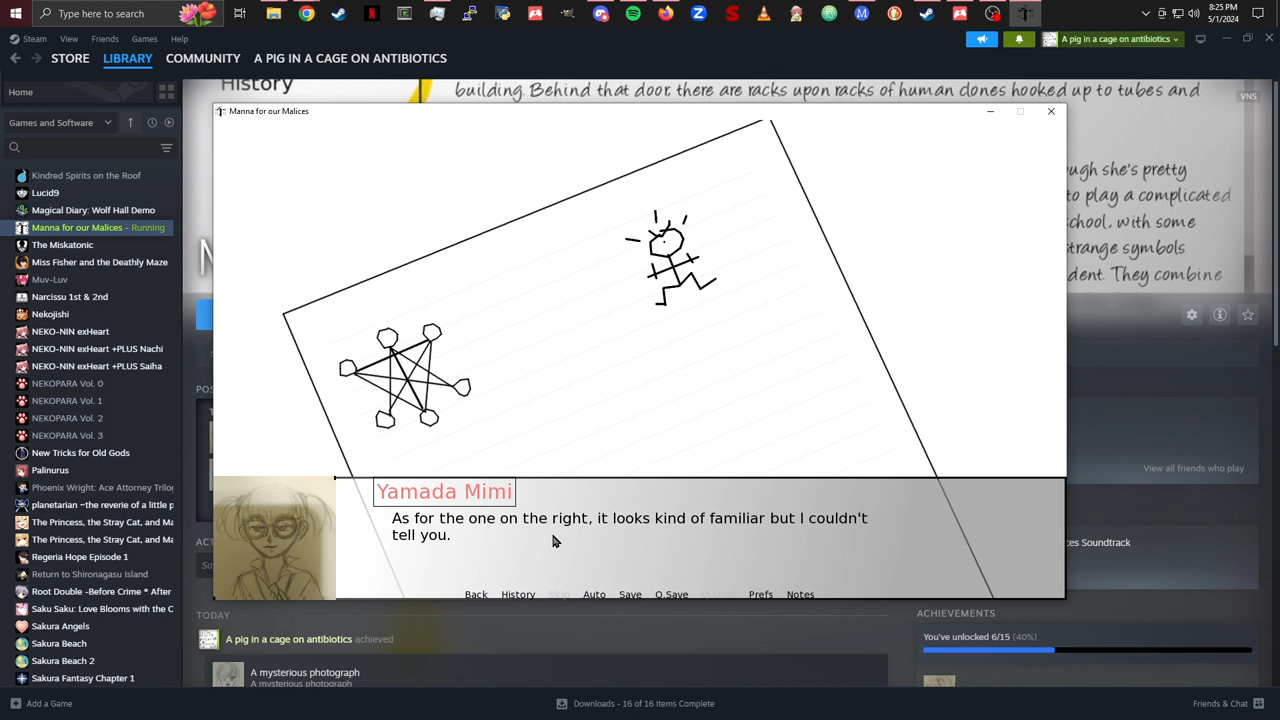 Type here to search
8:25 PM
5/1/2024
Steam View Friends Games Help
A pig in a cage on antibiotics
STORE LIBRARY COMMUNITY A PIG IN A CAGE ON ANTIBIOTICS
Home
Games and Software
Kindred Spirits on the Roof
Lucid9
Magical Diary: Wolf Hall Demo
Manna for our Malices - Running
The Miskatonic
Miss Fisher and the Deathly Maze
Muv-Luv
Narcissu 1st & 2nd
Nekojishi
NEKO-NIN exHeart
NEKO-NIN exHeart +PLUS Nachi
NEKO-NIN exHeart +PLUS Saiha
NEKOPARA Vol. 0
NEKOPARA Vol. 1
NEKOPARA Vol. 2
NEKOPARA Vol. 3
New Tricks for Old Gods
Palinurus
Phoenix Wright: Ace Attorney Trilog
planetarian ~the reverie of a little p
The Princess, the Stray Cat, and Ma
The Princess, the Stray Cat, and Ma
Regeria Hope Episode 1
Return to Shironagasu Island
Root Double -Before Crime * After
Saku Saku: Love Blooms with the C
Sakura Angels
Sakura Beach
Sakura Beach 2
Sakura Fantasy Chapter 1
History
building. Behind that door, there are racks upon racks of human clones hooked up to tubes and
VNS
Manna for our Malices
ough she's pretty
to play a complicated
school, with some
strange symbols
dent. They combine
View all friends who play
Yamada Mimi
As for the one on the right, it looks kind of familiar but I couldn't
tell you.
Back History Skip Auto Save Q.Save Q.Load Prefs Notes
ces Soundtrack
TODAY
A pig in a cage on antibiotics achieved
A mysterious photograph
A mysterious photograph
ACHIEVEMENTS
You've unlocked 6/15 (40%)
Add a Game
Downloads - 16 of 16 Items Complete
Friends & Chat